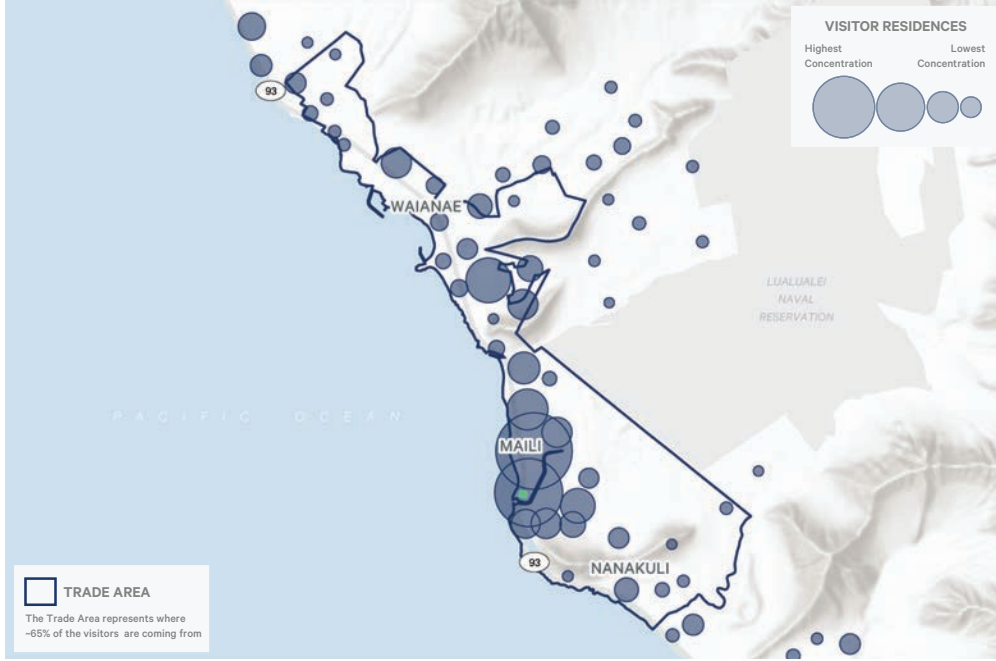 VISITOR RESIDENCES
Highest Lowest
Concentration Concentration
93
WAIANAE
LUALUALEI
NAVAL
RESERVATION
PACIFIC OCEAN
MAILI
93
NANAKULI
TRADE AREA
The Trade Area represents where
~65% of the visitors are coming from